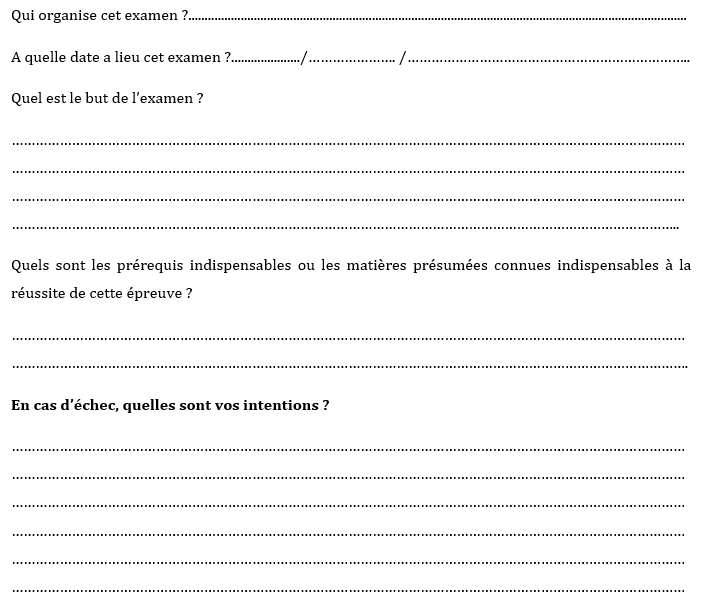 Qui organise cet examen ?............................................................................................................................................................
A quelle date a lieu cet examen ?...................../…………………. /……………………………………………………………..
Quel est le but de l’examen ?
………………………………………………………………………………………………………………………………………………………
………………………………………………………………………………………………………………………………………………………
………………………………………………………………………………………………………………………………………………………
……………………………………………………………………………………………………………………………………………………..
Quels sont les prérequis indispensables ou les matières présumées connues indispensables à la
réussite de cette épreuve ?
………………………………………………………………………………………………………………………………………………………
……………………………………………………………………………………………………………………………………………………….
En cas d’échec, quelles sont vos intentions ?
………………………………………………………………………………………………………………………………………………………
………………………………………………………………………………………………………………………………………………………
………………………………………………………………………………………………………………………………………………………
………………………………………………………………………………………………………………………………………………………
………………………………………………………………………………………………………………………………………………………
………………………………………………………………………………………………………………………………………………………